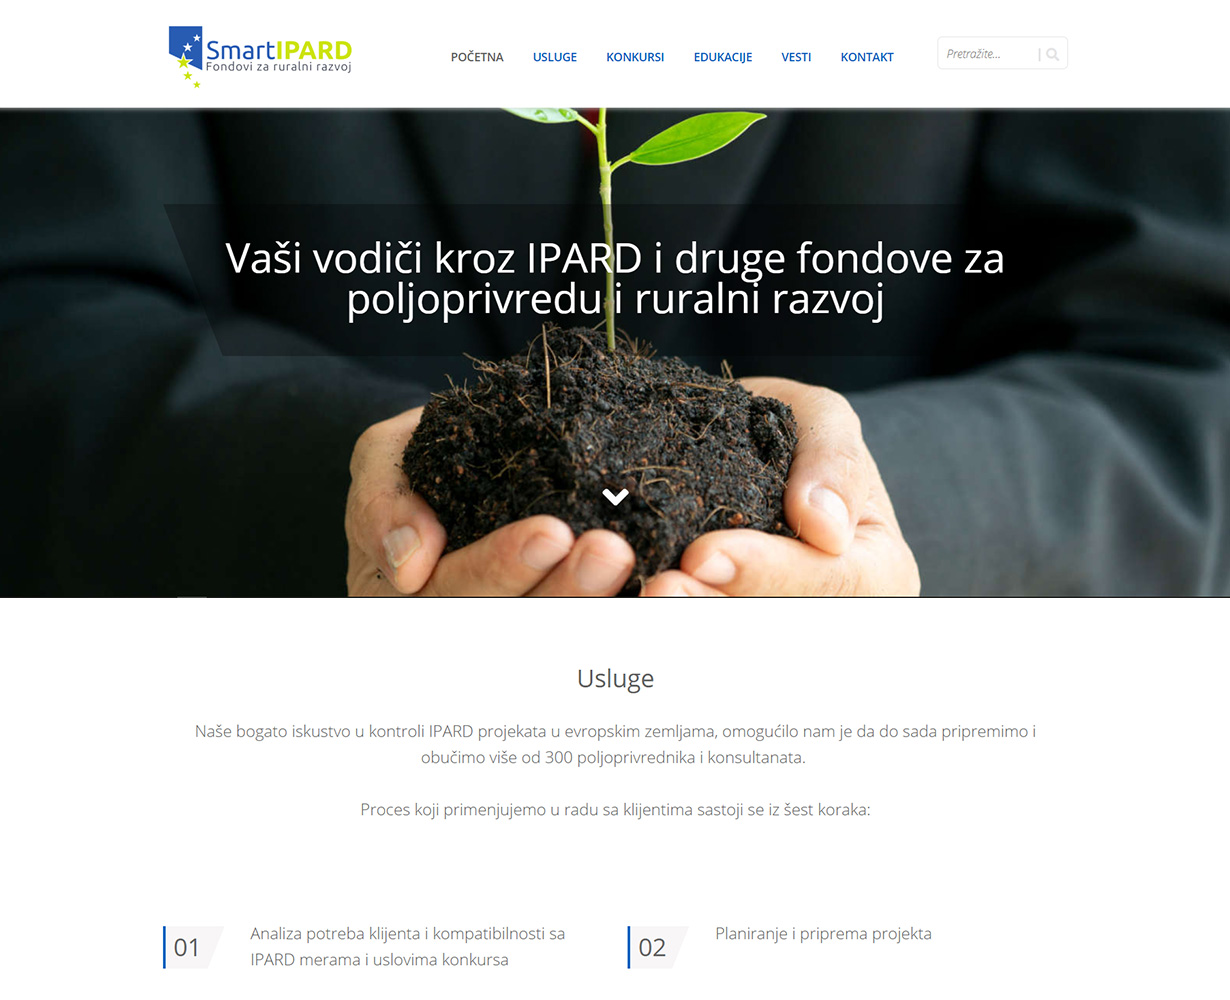 SmartIPARD
Fondovi za ruralni razvoj
POČETNA USLUGE KONKURSI EDUKACIJE VESTI KONTAKT
Pretražite... |
Vaši vodiči kroz IPARD i druge fondove za
poljoprivredu i ruralni razvoj
Usluge
Naše bogato iskustvo u kontroli IPARD projekata u evropskim zemljama, omogućilo nam je da do sada pripremimo i
obučimo više od 300 poljoprivrednika i konsultanata.
Proces koji primenjujemo u radu sa klijentima sastoji se iz šest koraka:
01
Analiza potreba klijenta i kompatibilnosti sa
IPARD merama i uslovima konkursa
02
Planiranje i priprema projekta